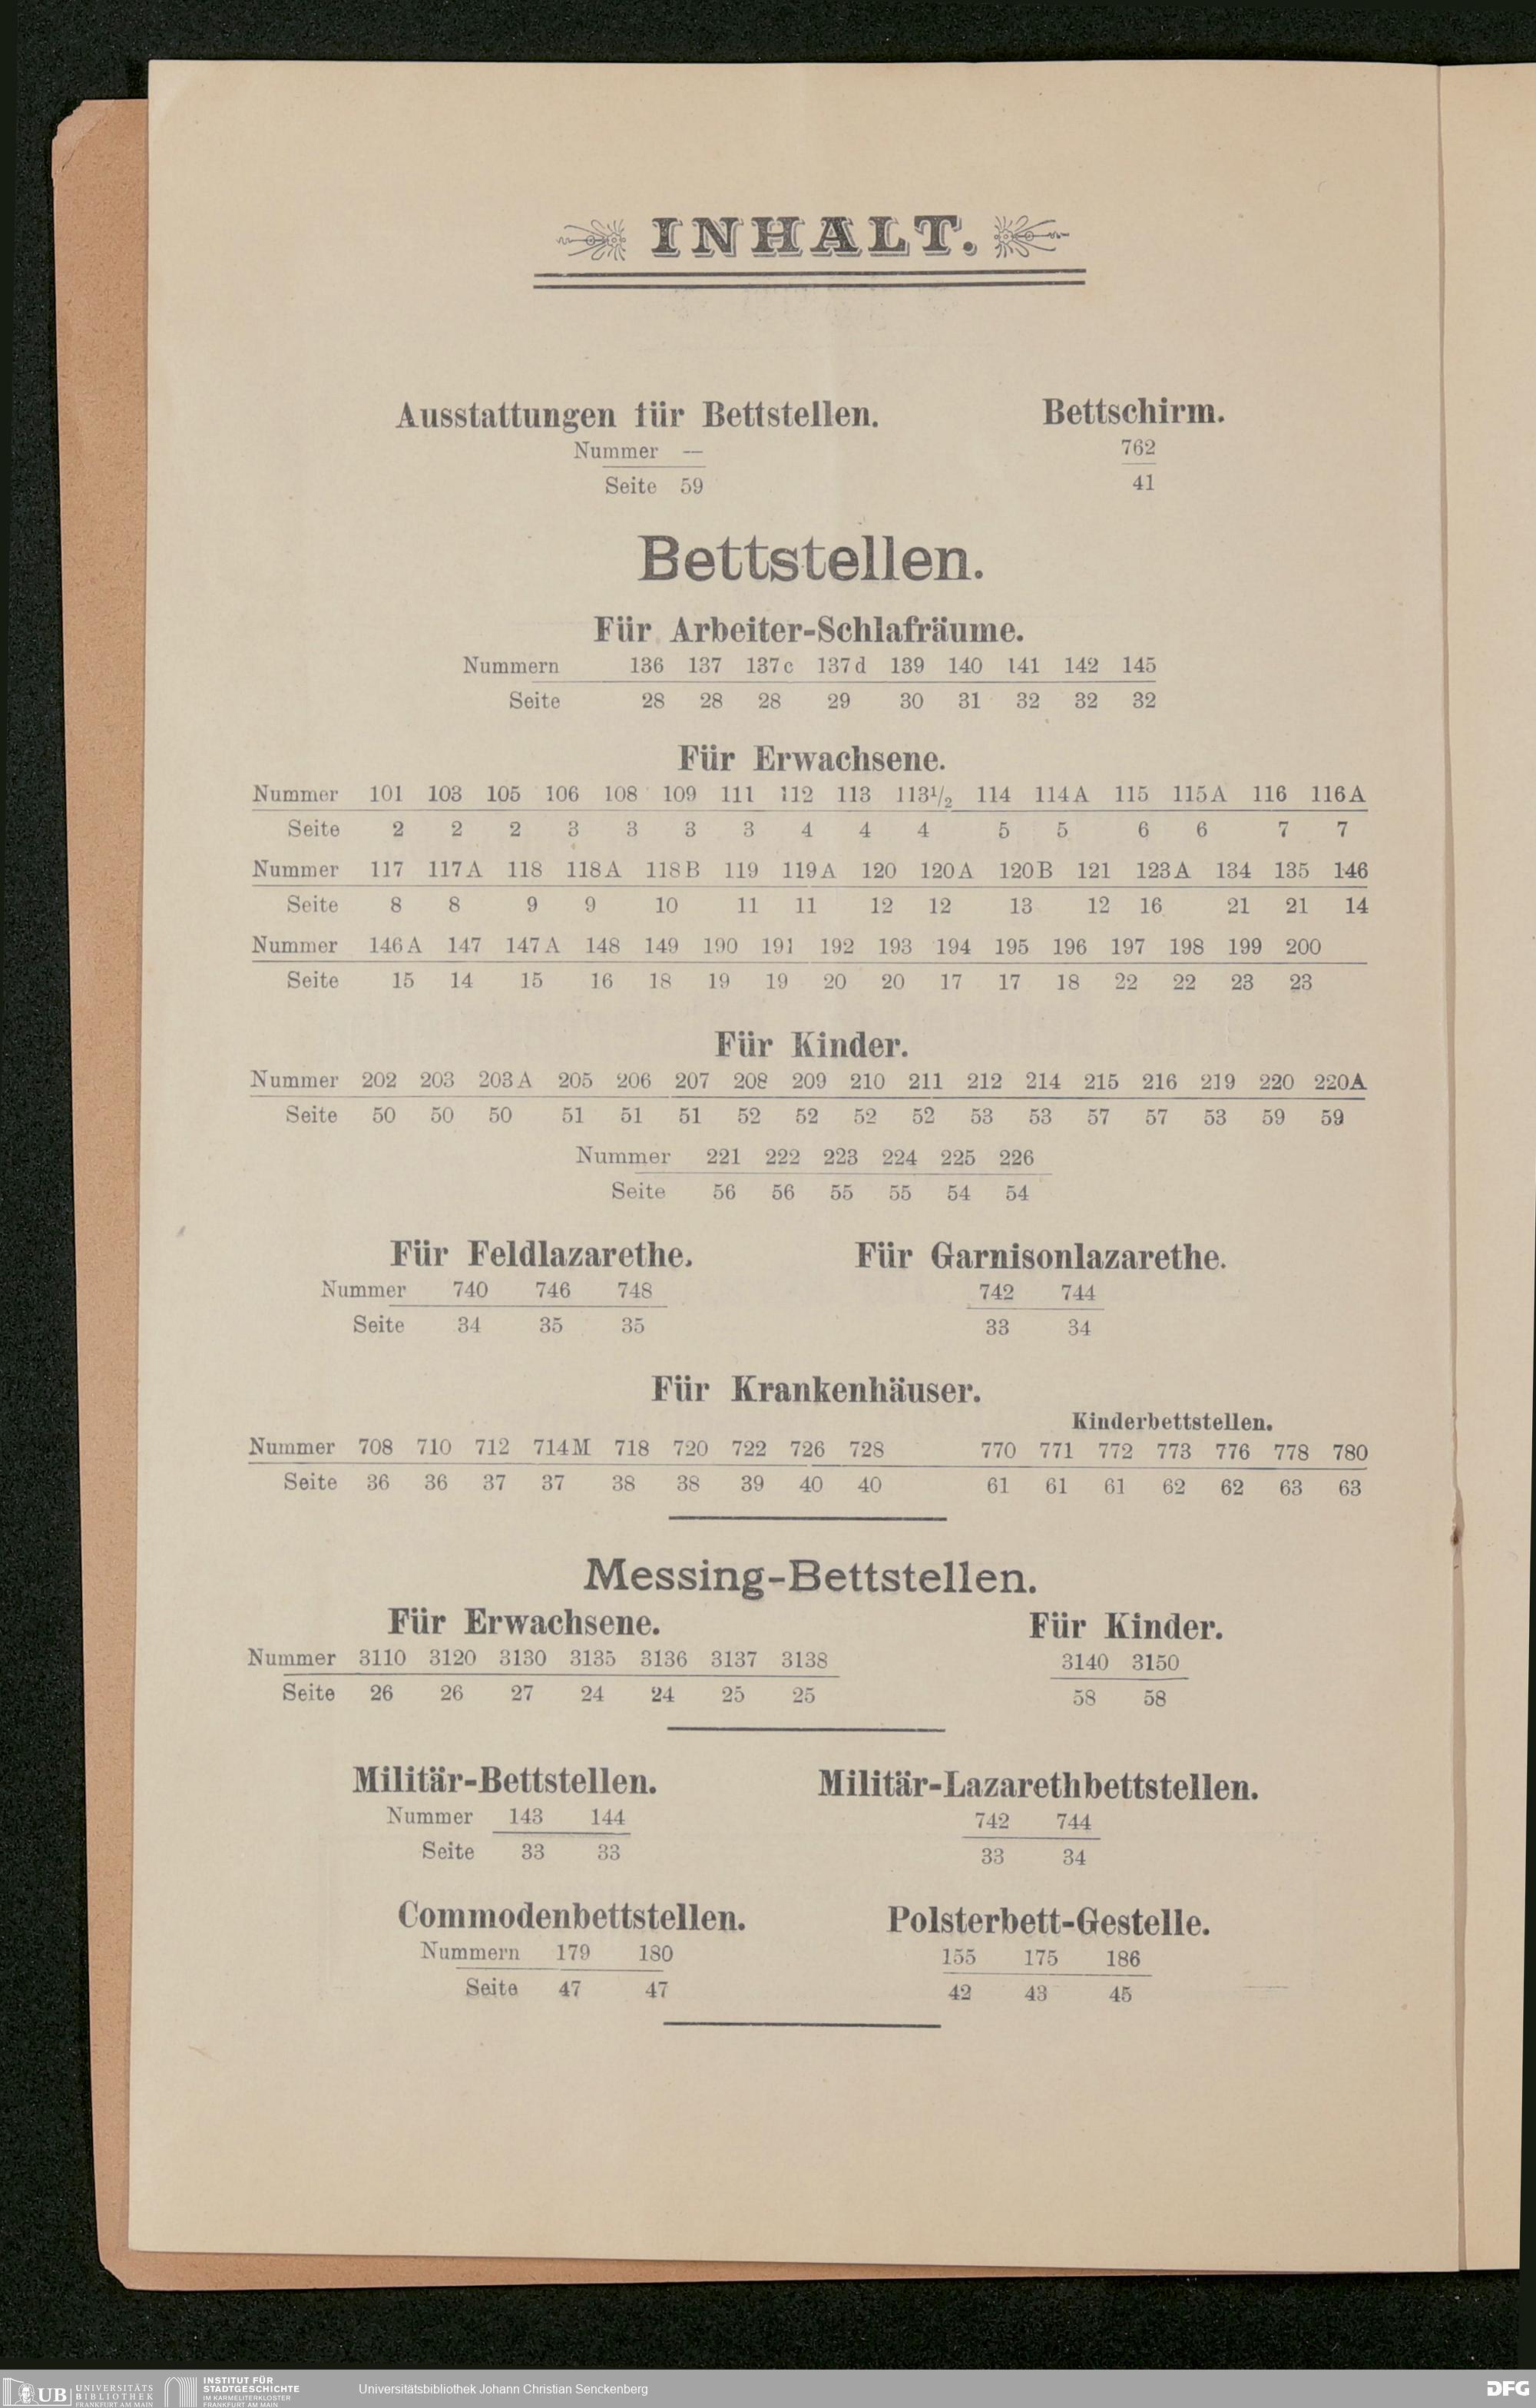 INHALT.
Ausstattungen für Bettstellen.
Nummer —
Seite 59
Bettschirm.
762
41
Bettstellen.
Für Arbeiter-Schlafräume.
Nummern 136 137 137c 137d 139 140 141 142 145
Seite 28 28 28 29 30 31 32 32 32
Für Erwachsene.
Nummer 101 103 105 106 108 109 111 112 113 113½ 114 114A 115 115A 116 116A
Seite 2 2 2 3 3 3 3 4 4 4 5 5 6 6 7 7
Nummer 117 117A 118 118A 118B 119 119A 120 120A 120B 121 123A 134 135 146
Seite 8 8 9 9 10 11 11 12 12 13 12 16 21 21 14
Nummer 146A 147 147A 148 149 190 191 192 193 194 195 196 197 198 199 200
Seite 15 14 15 16 18 19 19 20 20 17 17 18 22 22 23 23
Für Kinder.
Nummer 202 203 203A 205 206 207 208 209 210 211 212 214 215 216 219 220 220A
Seite 50 50 50 51 51 51 52 52 52 52 53 53 57 57 53 59 59
Nummer 221 222 223 224 225 226
Seite 56 56 55 55 54 54
Für Feldlazarethe.
Nummer 740 746 748
Seite 34 35 35
Für Garnisonlazarethe.
742 744
33 34
Für Krankenhäuser.
Kinderbettstellen.
Nummer 708 710 712 714M 718 720 722 726 728 770 771 772 773 776 778 780
Seite 36 36 37 37 38 38 39 40 40 61 61 61 62 62 63 63
Messing-Bettstellen.
Für Erwachsene.
Nummer 3110 3120 3130 3135 3136 3137 3138
Seite 26 26 27 24 24 25 25
Für Kinder.
3140 3150
58 58
Militär-Bettstellen.
Nummer 143 144
Seite 33 33
Militär-Lazarethbettstellen.
742 744
33 34
Commodenbettstellen.
Nummern 179 180
Seite 47 47
Polsterbett-Gestelle.
155 175 186
42 43 45
UB UNIVERSITÄTS
BIBLIOTHEK
FRANKFURT AM MAIN
INSTITUT FÜR
STADTGESCHICHTE
IM KARMELITERKLOSTER
FRANKFURT AM MAIN
Universitätsbibliothek Johann Christian Senckenberg
DFG